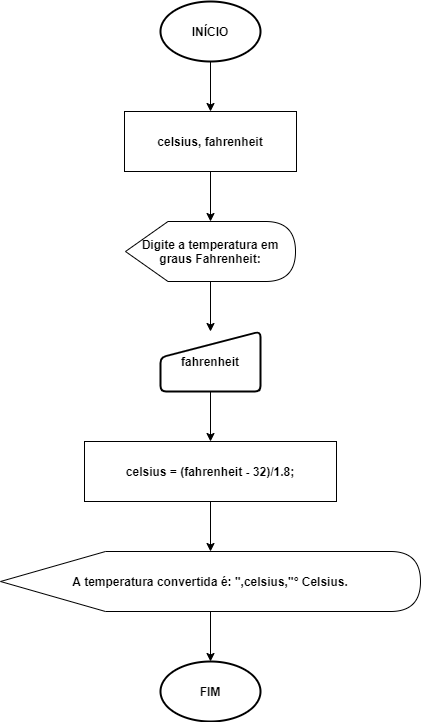 INÍCIO
celsius, fahrenheit
Digite a temperatura em
graus Fahrenheit:
fahrenheit
celsius = (fahrenheit - 32)/1.8;
A temperatura convertida é: ",celsius,"° Celsius.
FIM